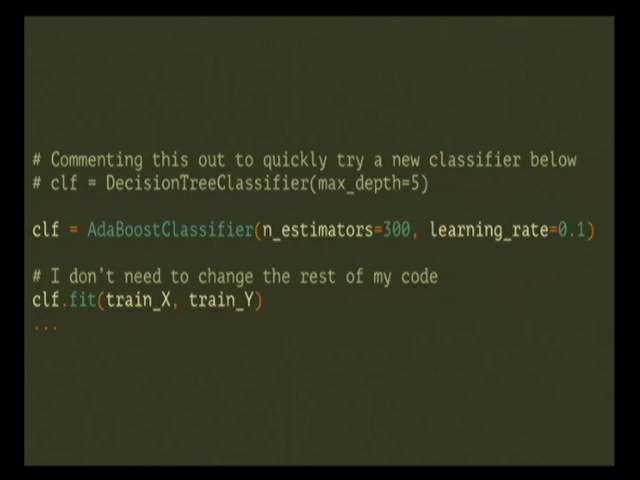 # Commenting this out to quickly try a new classifier below
# clf = DecisionTreeClassifier(max_depth=5)
clf = AdaBoostClassifier(n_estimators=300, learning_rate=0.1)
# I don't need to change the rest of my code
clf.fit(train_X, train_Y)
...